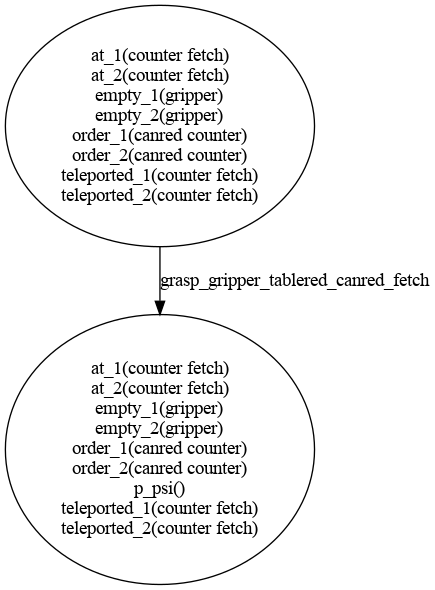 at_1(counter fetch)
at_2(counter fetch)
empty_1(gripper)
empty_2(gripper)
order_1(canred counter)
order_2(canred counter)
teleported_1(counter fetch)
teleported_2(counter fetch)
grasp_gripper_tablered_canred_fetch
at_1(counter fetch)
at_2(counter fetch)
empty_1(gripper)
empty_2(gripper)
order_1(canred counter)
order_2(canred counter)
p_psi()
teleported_1(counter fetch)
teleported_2(counter fetch)